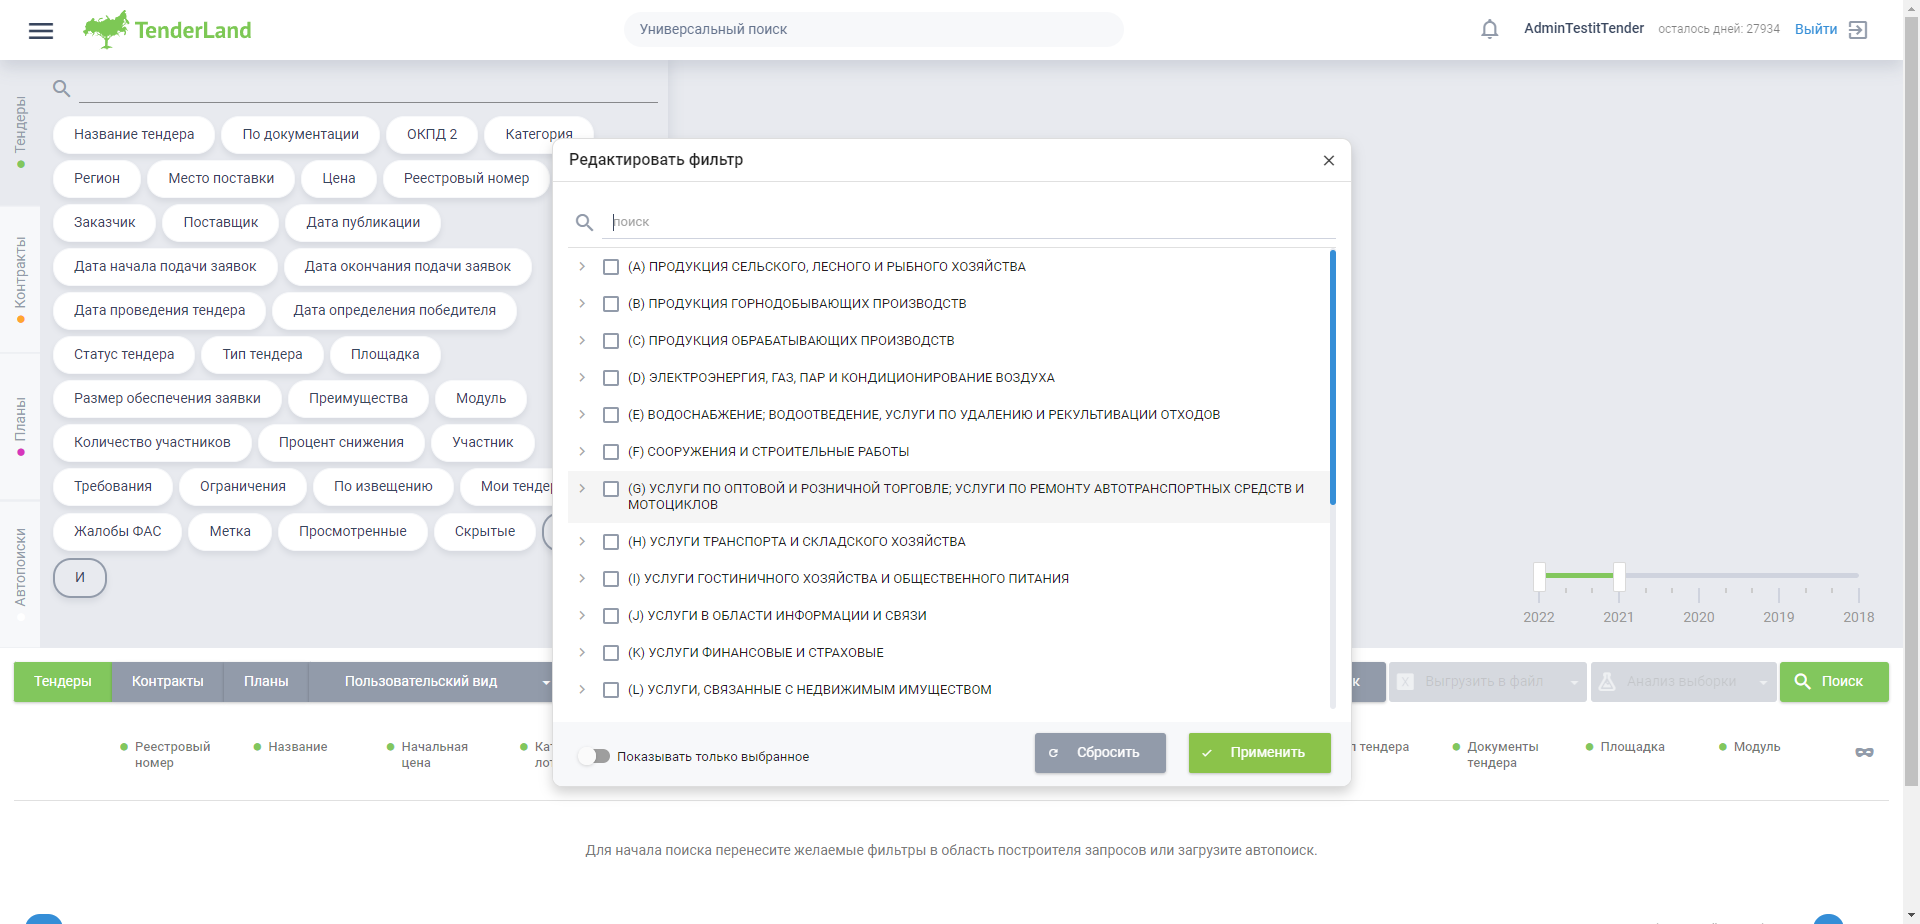 TenderLand
Универсальный поиск
AdminTestitTender
осталось дней: 27934
Выйти
Тендеры
Контракты
Планы
Автопоиски
Название тендера
По документации
ОКПД 2
Категория
Регион
Место поставки
Цена
Реестровый номер
Заказчик
Поставщик
Дата публикации
Дата начала подачи заявок
Дата окончания подачи заявок
Дата проведения тендера
Дата определения победителя
Статус тендера
Тип тендера
Площадка
Размер обеспечения заявки
Преимущества
Модуль
Количество участников
Процент снижения
Участник
Требования
Ограничения
По извещению
Мои тенде
Жалобы ФАС
Метка
Просмотренные
Скрытые
И
Редактировать фильтр
поиск
(A) ПРОДУКЦИЯ СЕЛЬСКОГО, ЛЕСНОГО И РЫБНОГО ХОЗЯЙСТВА
(B) ПРОДУКЦИЯ ГОРНОДОБЫВАЮЩИХ ПРОИЗВОДСТВ
(C) ПРОДУКЦИЯ ОБРАБАТЫВАЮЩИХ ПРОИЗВОДСТВ
(D) ЭЛЕКТРОЭНЕРГИЯ, ГАЗ, ПАР И КОНДИЦИОНИРОВАНИЕ ВОЗДУХА
(E) ВОДОСНАБЖЕНИЕ; ВОДООТВЕДЕНИЕ, УСЛУГИ ПО УДАЛЕНИЮ И РЕКУЛЬТИВАЦИИ ОТХОДОВ
(F) СООРУЖЕНИЯ И СТРОИТЕЛЬНЫЕ РАБОТЫ
(G) УСЛУГИ ПО ОПТОВОЙ И РОЗНИЧНОЙ ТОРГОВЛЕ; УСЛУГИ ПО РЕМОНТУ АВТОТРАНСПОРТНЫХ СРЕДСТВ И
МОТОЦИКЛОВ
(H) УСЛУГИ ТРАНСПОРТА И СКЛАДСКОГО ХОЗЯЙСТВА
(I) УСЛУГИ ГОСТИНИЧНОГО ХОЗЯЙСТВА И ОБЩЕСТВЕННОГО ПИТАНИЯ
(J) УСЛУГИ В ОБЛАСТИ ИНФОРМАЦИИ И СВЯЗИ
(K) УСЛУГИ ФИНАНСОВЫЕ И СТРАХОВЫЕ
(L) УСЛУГИ, СВЯЗАННЫЕ С НЕДВИЖИМЫМ ИМУЩЕСТВОМ
Показывать только выбранное
Сбросить
Применить
2022
2021
2020
2019
2018
Тендеры
Контракты
Планы
Пользовательский вид
к
Выгрузить в файл
Анализ выборки
Поиск
Реестровый
номер
Название
Начальная
цена
Ка
ло
п тендера
Документы
тендера
Площадка
Модуль
Для начала поиска перенесите желаемые фильтры в область построителя запросов или загрузите автопоиск.